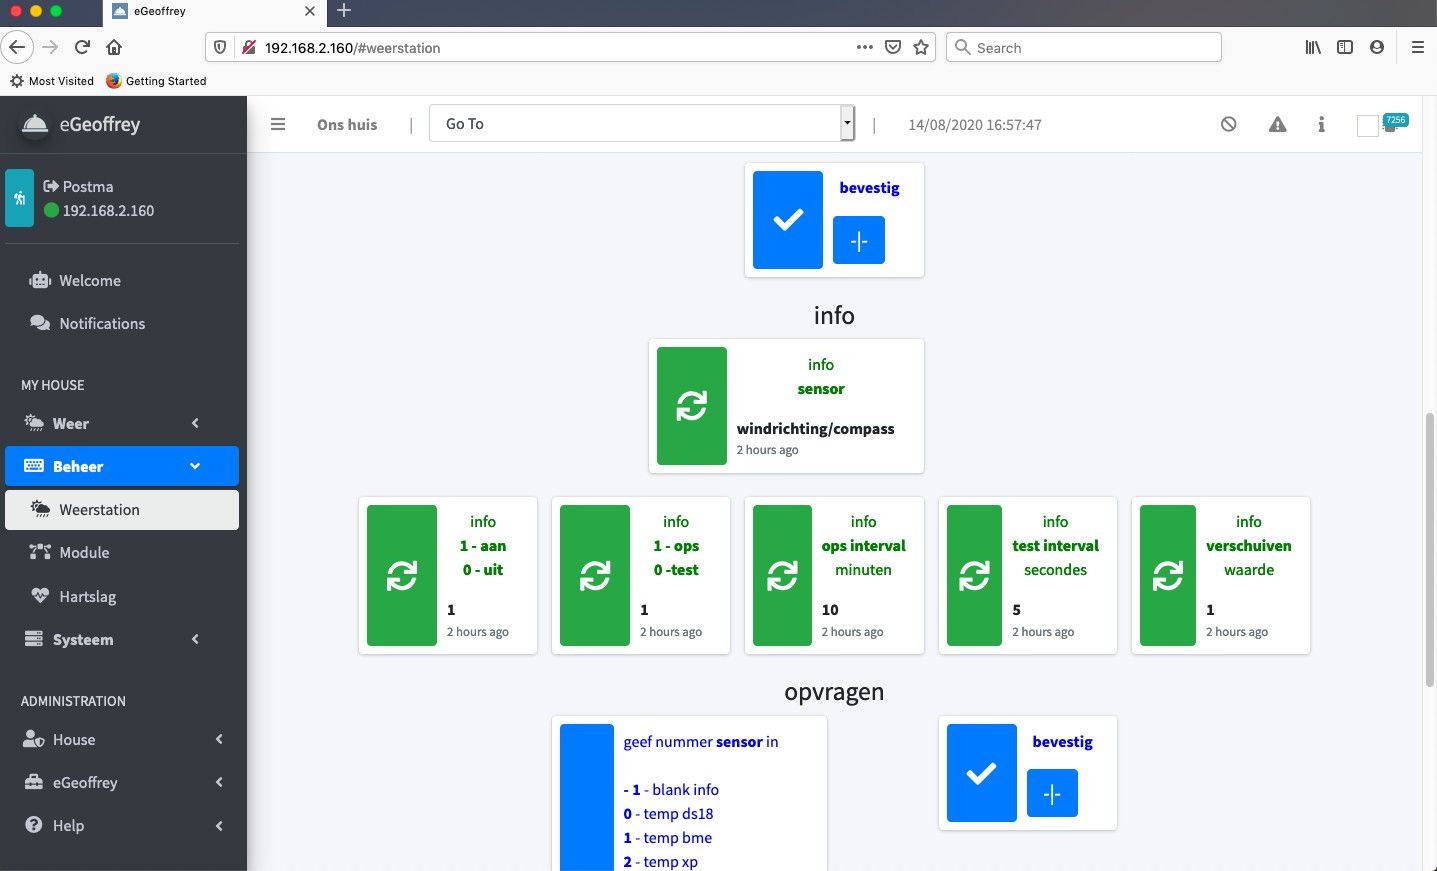 eGeoffrey
192.168.2.160/#weerstation
Search
Most Visited
Getting Started
eGeoffrey
Ons huis
|
Go To
|
14/08/2020 16:57:47
7256
Postma
192.168.2.160
Welcome
Notifications
MY HOUSE
Weer
Beheer
Weerstation
Module
Hartslag
Systeem
ADMINISTRATION
House
eGeoffrey
Help
bevestig
-|-
info
info
sensor
windrichting/compass
2 hours ago
info
1 - aan
0 - uit
1
2 hours ago
info
1 - ops
0 -test
1
2 hours ago
info
ops interval
minuten
10
2 hours ago
info
test interval
secondes
5
2 hours ago
info
verschuiven
waarde
1
2 hours ago
opvragen
geef nummer sensor in
- 1 - blank info
0 - temp ds18
1 - temp bme
2 - temp xp
bevestig
-|-